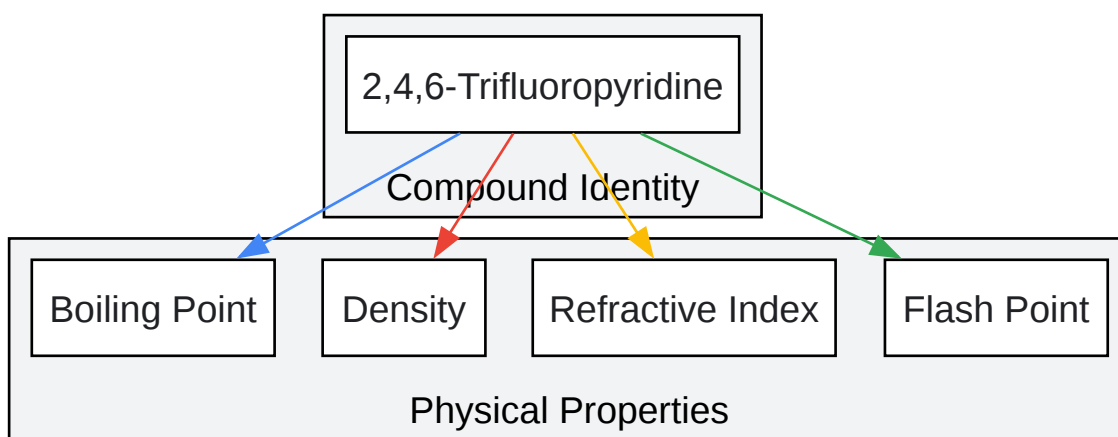 2,4,6-Trifluoropyridine
Compound Identity
Boiling Point
Density
Refractive Index
Flash Point
Physical Properties